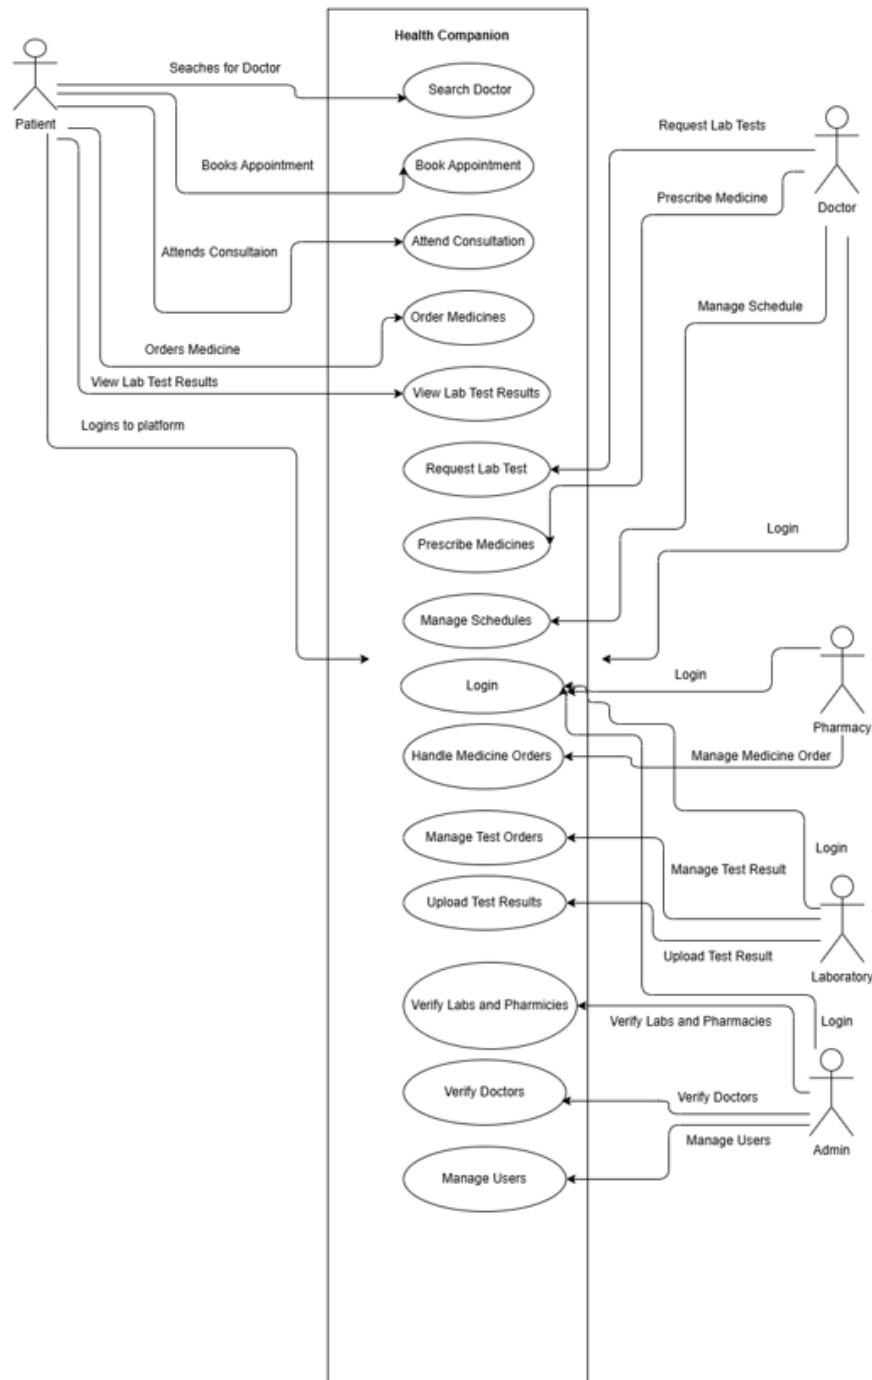 Health Companion
Seaches for Doctor
Search Doctor
Patient
Request Lab Tests
Books Appointment
Book Appointment
Prescribe Medicine
Doctor
Attends Consultaion
Attend Consultation
Manage Schedule
Order Medicines
Orders Medicine
View Lab Test Results
View Lab Test Results
Logins to platform
Request Lab Test
Login
Prescribe Medicines
Manage Schedules
Login
Login
Pharmacy
Handle Medicine Orders
Manage Medicine Order
Manage Test Orders
Login
Manage Test Result
Upload Test Results
Upload Test Result
Laboratory
Verify Labs and Pharmicies
Verify Labs and Pharmacies
Login
Verify Doctors
Verify Doctors
Manage Users
Admin
Manage Users